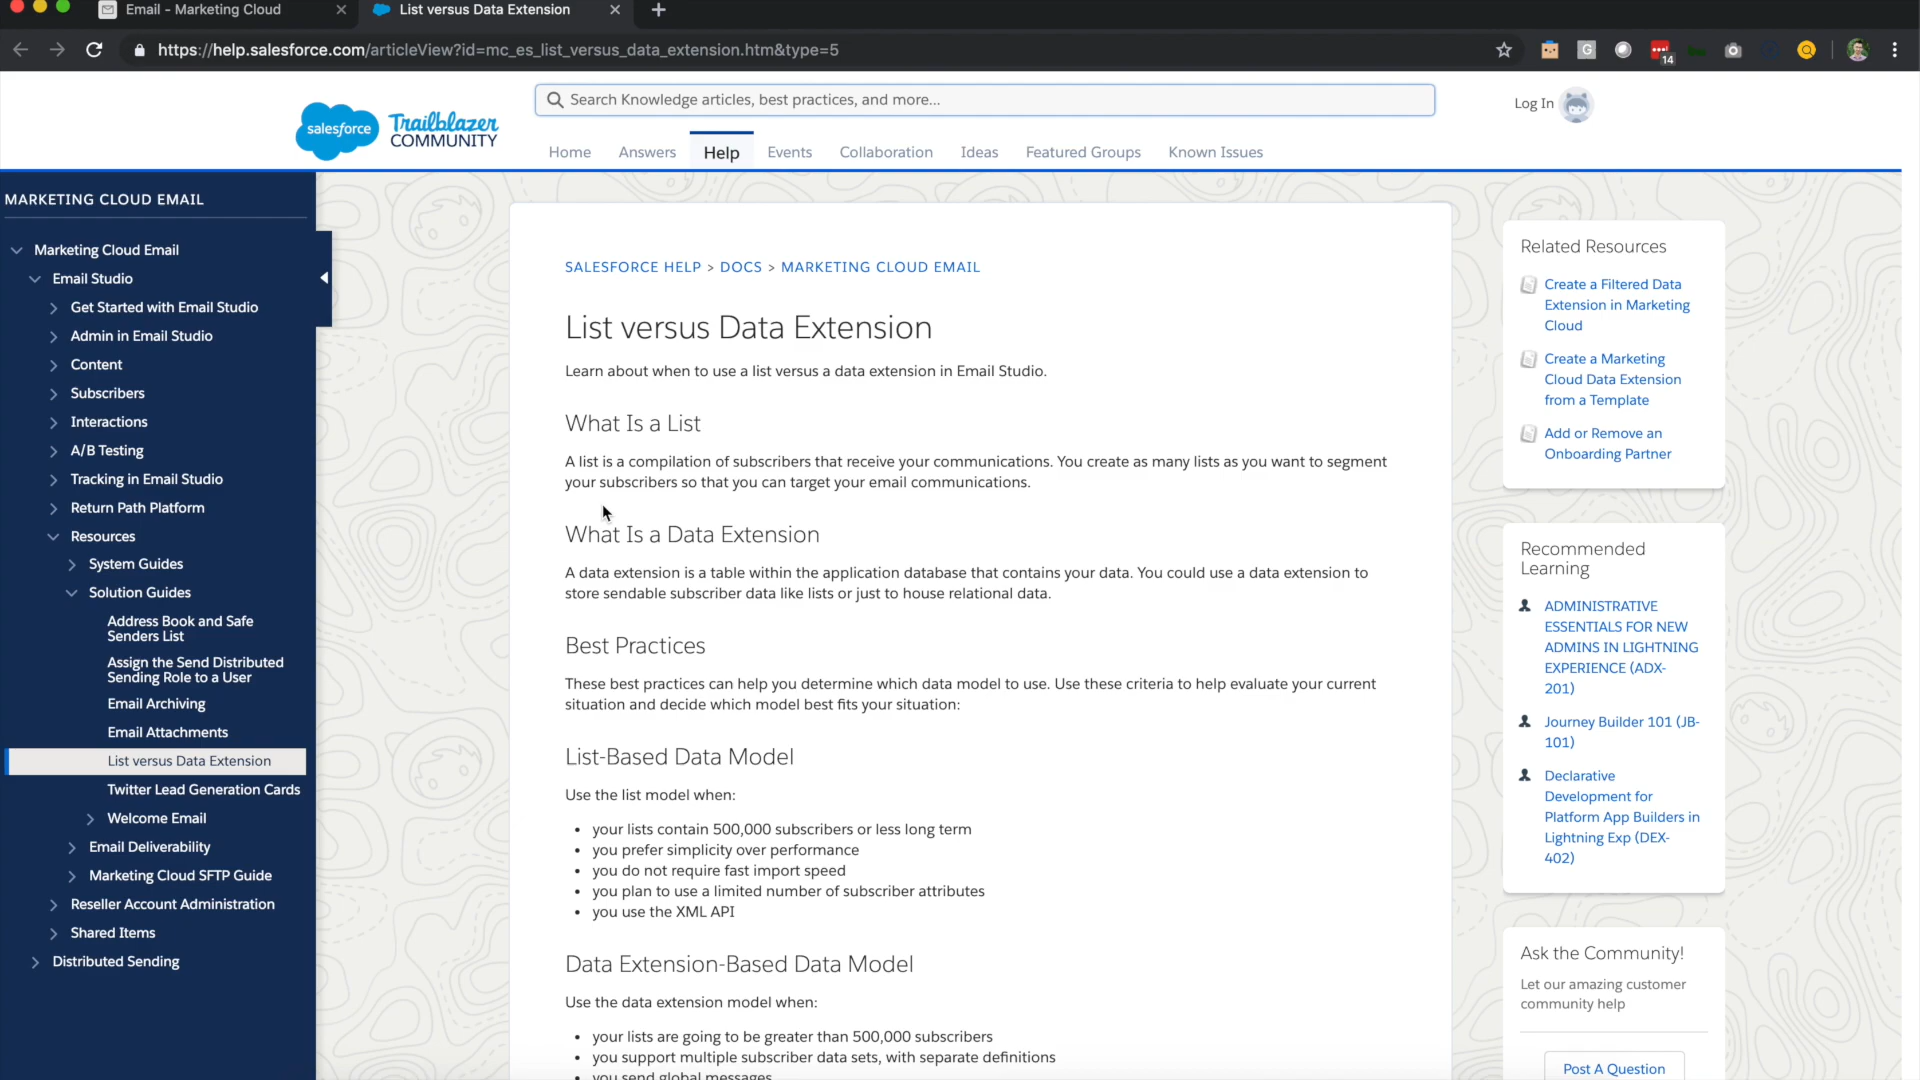 Email - Marketing Cloud
List versus Data Extension
https://help.salesforce.com/articleView?id=mc_es_list_versus_data_extension.htm&type=5
G
14
salesforce
Trailblazer
COMMUNITY
Search Knowledge articles, best practices, and more...
Log In
Home
Answers
Help
Events
Collaboration
Ideas
Featured Groups
Known Issues
MARKETING CLOUD EMAIL
Marketing Cloud Email
Email Studio
Get Started with Email Studio
Admin in Email Studio
Content
Subscribers
Interactions
A/B Testing
Tracking in Email Studio
Return Path Platform
Resources
System Guides
Solution Guides
Address Book and Safe
Senders List
Assign the Send Distributed
Sending Role to a User
Email Archiving
Email Attachments
List versus Data Extension
Twitter Lead Generation Cards
Welcome Email
Email Deliverability
Marketing Cloud SFTP Guide
Reseller Account Administration
Shared Items
Distributed Sending
SALESFORCE HELP > DOCS > MARKETING CLOUD EMAIL
List versus Data Extension
Learn about when to use a list versus a data extension in Email Studio.
What Is a List
A list is a compilation of subscribers that receive your communications. You create as many lists as you want to segment
your subscribers so that you can target your email communications.
What Is a Data Extension
A data extension is a table within the application database that contains your data. You could use a data extension to
store sendable subscriber data like lists or just to house relational data.
Best Practices
These best practices can help you determine which data model to use. Use these criteria to help evaluate your current
situation and decide which model best fits your situation:
List-Based Data Model
Use the list model when:
• your lists contain 500,000 subscribers or less long term
• you prefer simplicity over performance
• you do not require fast import speed
• you plan to use a limited number of subscriber attributes
• you use the XML API
Data Extension-Based Data Model
Use the data extension model when:
• your lists are going to be greater than 500,000 subscribers
• you support multiple subscriber data sets, with separate definitions
• you send global messages
Related Resources
Create a Filtered Data
Extension in Marketing
Cloud
Create a Marketing
Cloud Data Extension
from a Template
Add or Remove an
Onboarding Partner
Recommended
Learning
ADMINISTRATIVE
ESSENTIALS FOR NEW
ADMINS IN LIGHTNING
EXPERIENCE (ADX-
201)
Journey Builder 101 (JB-
101)
Declarative
Development for
Platform App Builders in
Lightning Exp (DEX-
402)
Ask the Community!
Let our amazing customer
community help
Post A Question